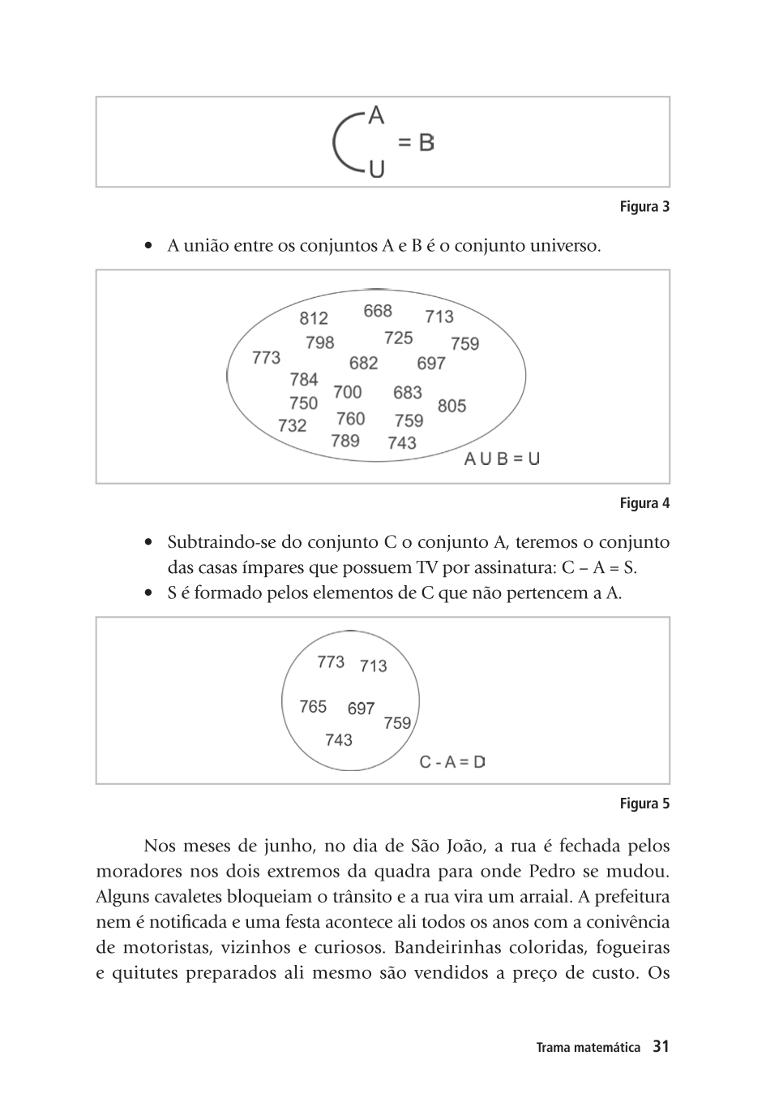 A
= B
U
Figura 3
• A união entre os conjuntos A e B é o conjunto universo.
812 668 713
798 725 759
773 682 697
784 700 683
750 805
732 760 759
789 743
A U B = U
Figura 4
• Subtraindo-se do conjunto C o conjunto A, teremos o conjunto
das casas ímpares que possuem TV por assinatura: C – A = S.
• S é formado pelos elementos de C que não pertencem a A.
773 713
765 697
759
743
C - A = D
Figura 5
Nos meses de junho, no dia de São João, a rua é fechada pelos
moradores nos dois extremos da quadra para onde Pedro se mudou.
Alguns cavaletes bloqueiam o trânsito e a rua vira um arraial. A prefeitura
nem é notificada e uma festa acontece ali todos os anos com a conivência
de motoristas, vizinhos e curiosos. Bandeirinhas coloridas, fogueiras
e quitutes preparados ali mesmo são vendidos a preço de custo. Os
Trama matemática 31